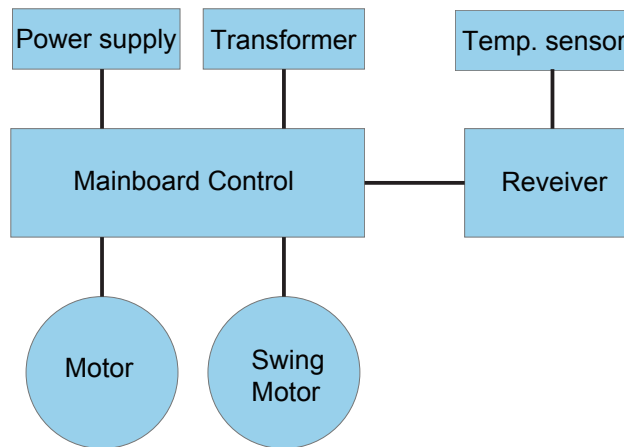 Power supply
Transformer
Temp. sensor
Mainboard Control
Reveiver
Motor
Swing
Motor